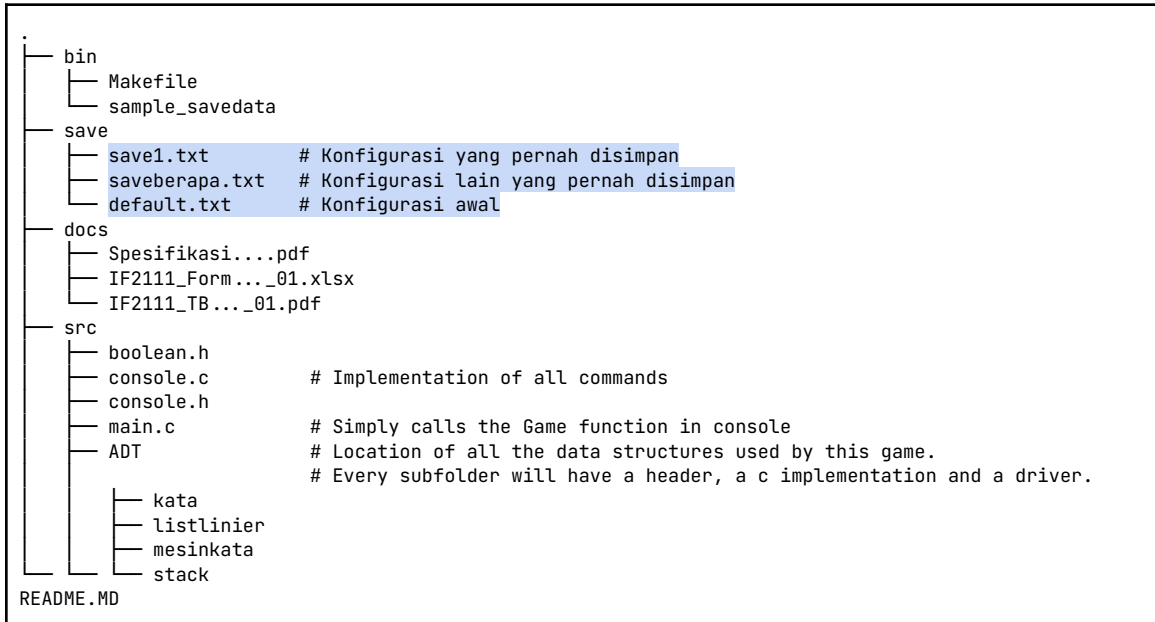 .
├── bin
│   ├── Makefile
│   └── sample_savedata
├── save
│   ├── save1.txt        # Konfigurasi yang pernah disimpan
│   ├── saveberapa.txt   # Konfigurasi lain yang pernah disimpan
│   └── default.txt      # Konfigurasi awal
├── docs
│   ├── Spesifikasi....pdf
│   ├── IF2111_Form..._01.xlsx
│   └── IF2111_TB..._01.pdf
├── src
│   ├── boolean.h
│   ├── console.c         # Implementation of all commands
│   ├── console.h
│   ├── main.c            # Simply calls the Game function in console
│   ├── ADT               # Location of all the data structures used by this game.
│   │                     # Every subfolder will have a header, a c implementation and a driver.
│   │   ├── kata
│   │   ├── listlinier
│   │   ├── mesinkata
└── └── └── stack
README.MD